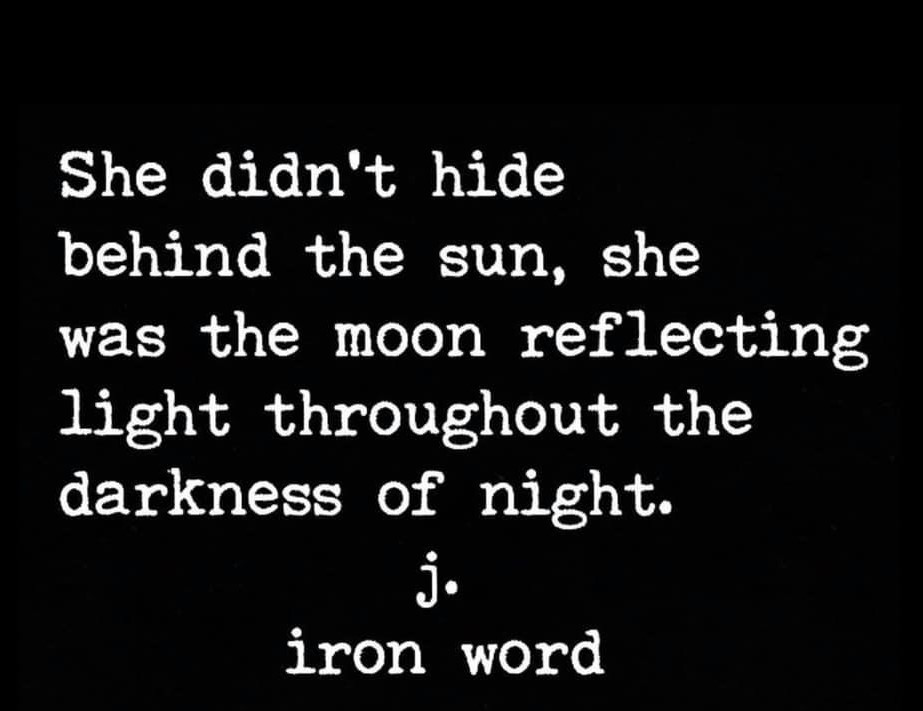 She didn't hide
behind the sun, she
was the moon reflecting
light throughout the
darkness of night.
j.
iron word